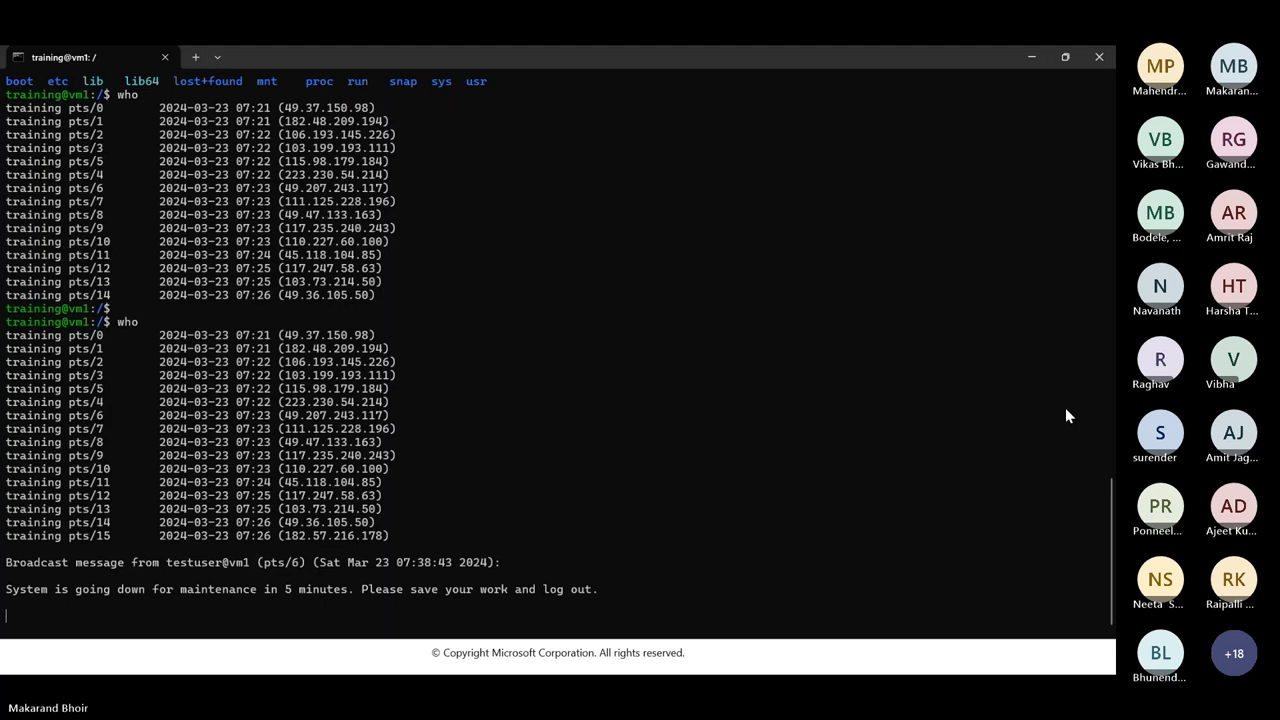 training@vm1: /
boot etc lib lib64 lost+found mnt proc run snap sys usr
training@vm1:/$ who
training pts/0 2024-03-23 07:21 (49.37.150.98)
training pts/1 2024-03-23 07:21 (182.48.209.194)
training pts/2 2024-03-23 07:22 (106.193.145.226)
training pts/3 2024-03-23 07:22 (103.199.193.111)
training pts/5 2024-03-23 07:22 (115.98.179.184)
training pts/4 2024-03-23 07:22 (223.230.54.214)
training pts/6 2024-03-23 07:23 (49.207.243.117)
training pts/7 2024-03-23 07:23 (111.125.228.196)
training pts/8 2024-03-23 07:23 (49.47.133.163)
training pts/9 2024-03-23 07:23 (117.235.240.243)
training pts/10 2024-03-23 07:23 (110.227.60.100)
training pts/11 2024-03-23 07:24 (45.118.104.85)
training pts/12 2024-03-23 07:25 (117.247.58.63)
training pts/13 2024-03-23 07:25 (103.73.214.50)
training pts/14 2024-03-23 07:26 (49.36.105.50)
training@vm1:/$
training@vm1:/$ who
training pts/0 2024-03-23 07:21 (49.37.150.98)
training pts/1 2024-03-23 07:21 (182.48.209.194)
training pts/2 2024-03-23 07:22 (106.193.145.226)
training pts/3 2024-03-23 07:22 (103.199.193.111)
training pts/5 2024-03-23 07:22 (115.98.179.184)
training pts/4 2024-03-23 07:22 (223.230.54.214)
training pts/6 2024-03-23 07:23 (49.207.243.117)
training pts/7 2024-03-23 07:23 (111.125.228.196)
training pts/8 2024-03-23 07:23 (49.47.133.163)
training pts/9 2024-03-23 07:23 (117.235.240.243)
training pts/10 2024-03-23 07:23 (110.227.60.100)
training pts/11 2024-03-23 07:24 (45.118.104.85)
training pts/12 2024-03-23 07:25 (117.247.58.63)
training pts/13 2024-03-23 07:25 (103.73.214.50)
training pts/14 2024-03-23 07:26 (49.36.105.50)
training pts/15 2024-03-23 07:26 (182.57.216.178)
Broadcast message from testuser@vm1 (pts/6) (Sat Mar 23 07:38:43 2024):
System is going down for maintenance in 5 minutes. Please save your work and log out.
© Copyright Microsoft Corporation. All rights reserved.
Makarand Bhoir
MP MB
Mahendr... Makaran...
VB RG
Vikas Bh... Gawand...
MB AR
Bodele, ... Amrit Raj
N HT
Navanath Harsha T...
R V
Raghav Vibha
S AJ
surender Amit Jag...
PR AD
Ponneel... Ajeet Ku...
NS RK
Neeta S... Raipalli ...
BL +18
Bhunend...